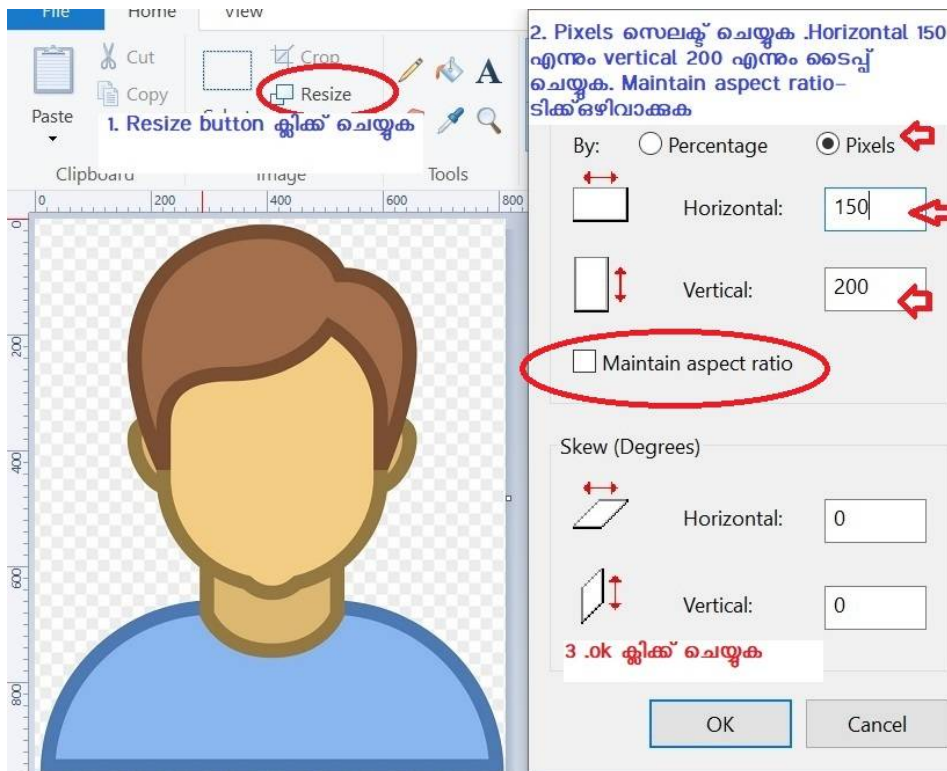 File Home View
Cut
Copy
Paste
Crop
Resize
1. Resize button ക്ലിക്ക് ചെയ്യുക
Clipboard
Image
Tools
0 200 400 600 800
0
200
400
600
800
2. Pixels സെലക്ട് ചെയ്യുക .Horizontal 150
എന്നും vertical 200 എന്നും ടൈപ്പ്
ചെയ്യുക. Maintain aspect ratio-
ടിക്ക്ഒഴിവാക്കുക
By: Percentage Pixels
Horizontal: 150
Vertical: 200
Maintain aspect ratio
Skew (Degrees)
Horizontal: 0
Vertical: 0
3 .ok ക്ലിക്ക് ചെയ്യുക
OK Cancel